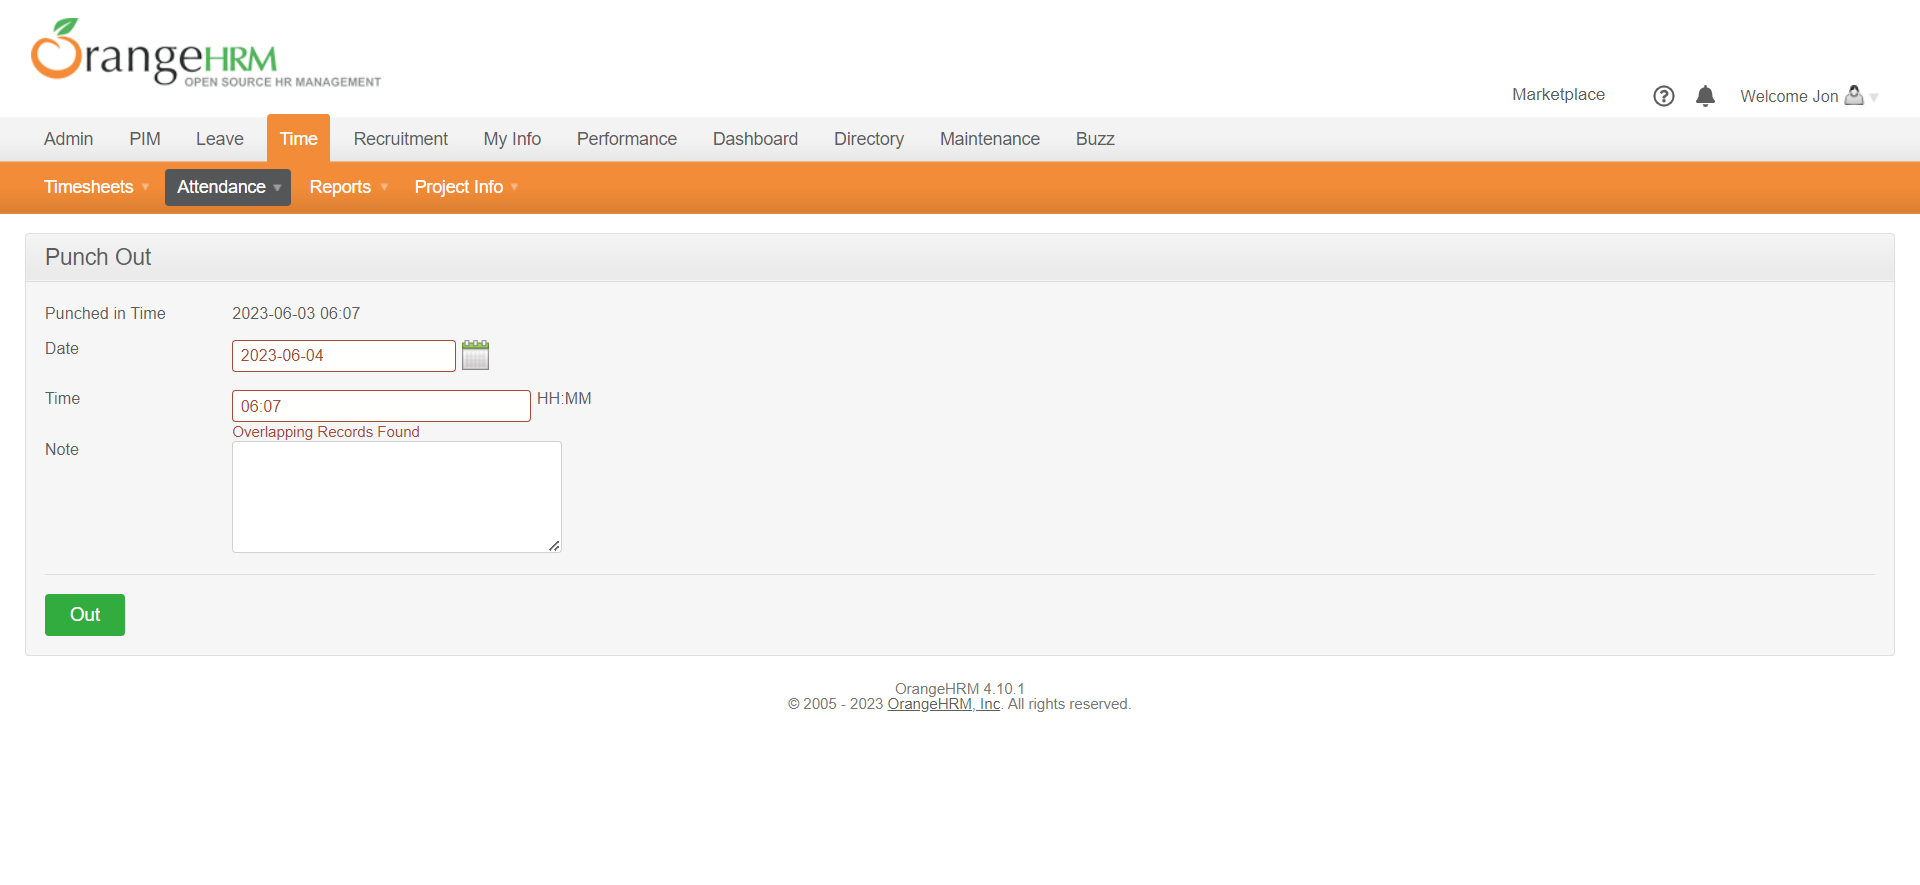 OrangeHRM
OPEN SOURCE HR MANAGEMENT
Marketplace
Welcome Jon
Admin PIM Leave Time Recruitment My Info Performance Dashboard Directory Maintenance Buzz
Timesheets Attendance Reports Project Info
Punch Out
Punched in Time 2023-06-03 06:07
Date 2023-06-04
Time 06:07 HH:MM
Overlapping Records Found
Note
Out
OrangeHRM 4.10.1
© 2005 - 2023 OrangeHRM, Inc. All rights reserved.